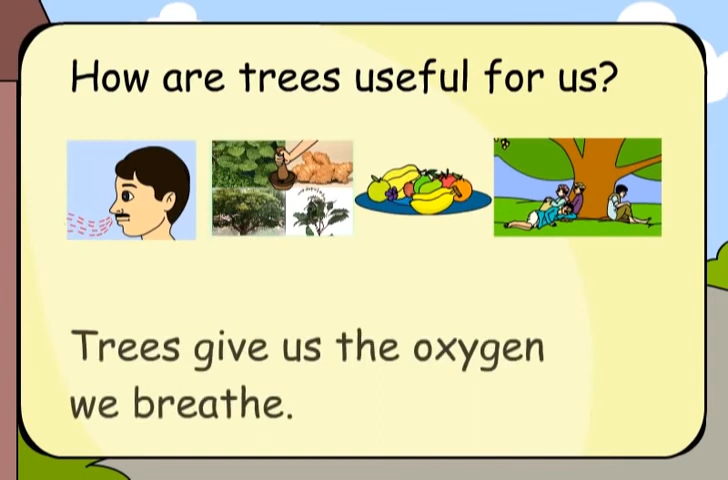 How are trees useful for us?
Trees give us the oxygen
we breathe.